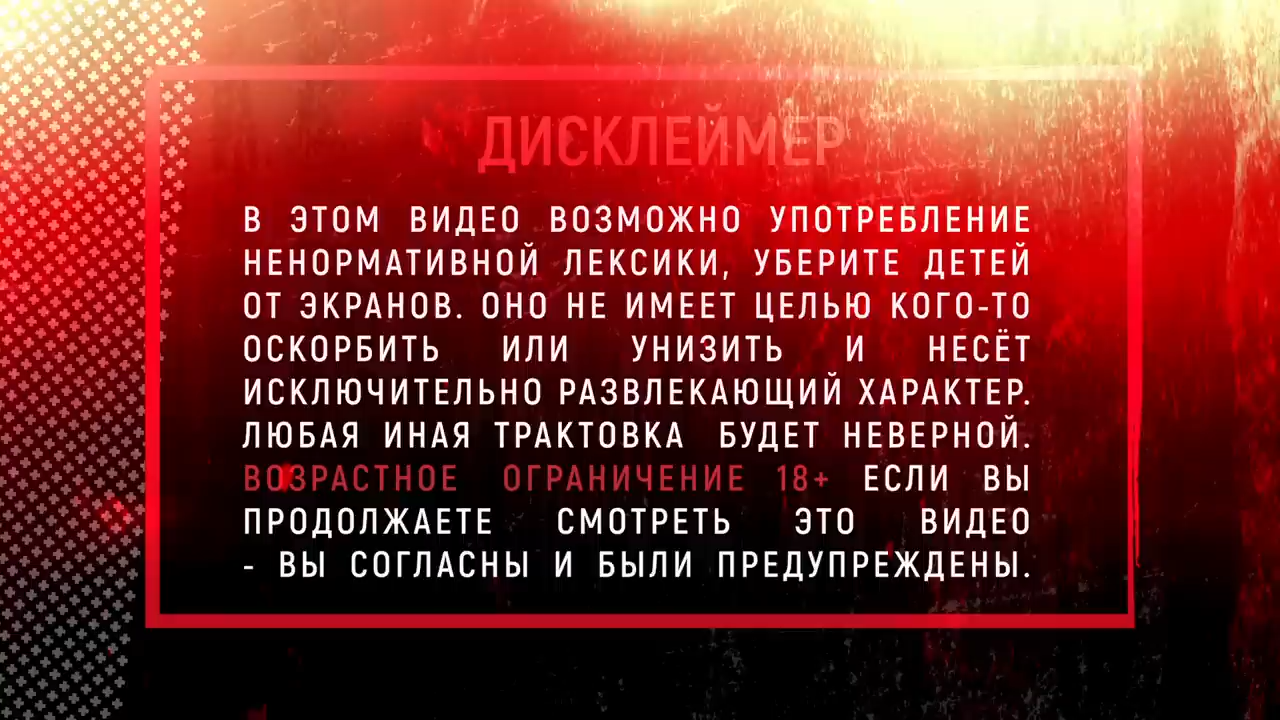 ДИСКЛЕЙМЕР
В ЭТОМ ВИДЕО ВОЗМОЖНО УПОТРЕБЛЕНИЕ
НЕНОРМАТИВНОЙ ЛЕКСИКИ, УБЕРИТЕ ДЕТЕЙ
ОТ ЭКРАНОВ. ОНО НЕ ИМЕЕТ ЦЕЛЬЮ КОГО-ТО
ОСКОРБИТЬ ИЛИ УНИЗИТЬ И НЕСЁТ
ИСКЛЮЧИТЕЛЬНО РАЗВЛЕКАЮЩИЙ ХАРАКТЕР.
ЛЮБАЯ ИНАЯ ТРАКТОВКА БУДЕТ НЕВЕРНОЙ.
ВОЗРАСТНОЕ ОГРАНИЧЕНИЕ 18+ ЕСЛИ ВЫ
ПРОДОЛЖАЕТЕ СМОТРЕТЬ ЭТО ВИДЕО
- ВЫ СОГЛАСНЫ И БЫЛИ ПРЕДУПРЕЖДЕНЫ.